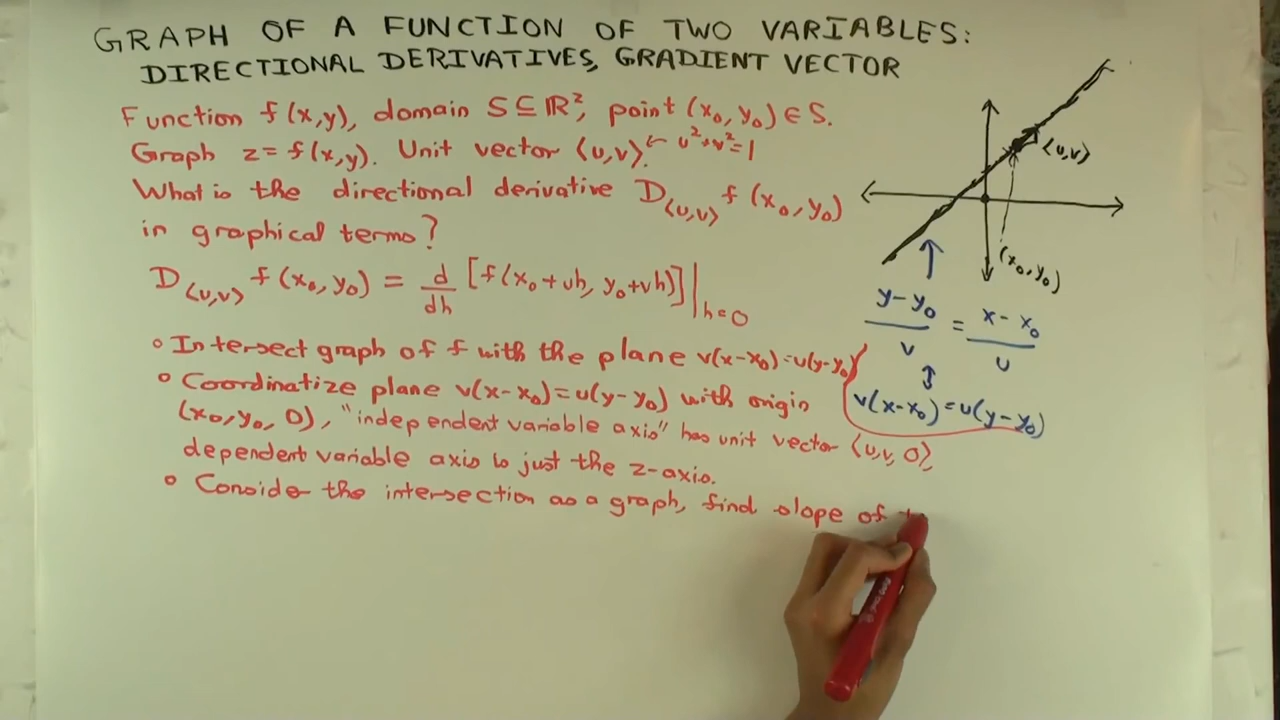 GRAPH OF A FUNCTION OF TWO VARIABLES:
DIRECTIONAL DERIVATIVES, GRADIENT VECTOR
Function f(x,y), domain S⊆ℝ², point (x₀,y₀)∈S.
Graph z=f(x,y). Unit vector ⟨u,v⟩. ← u²+v²=1
What is the directional derivative D⟨u,v⟩ f(x₀,y₀)
in graphical terms?
D⟨u,v⟩ f(x₀,y₀) = d/dh [f(x₀+uh, y₀+vh)]|h=0
• Intersect graph of f with the plane v(x-x₀)=u(y-y₀)
• Coordinatize plane v(x-x₀)=u(y-y₀) with origin
(x₀,y₀,0), "independent variable axis" has unit vector ⟨u,v,0⟩,
dependent variable axis is just the z-axis.
• Consider the intersection as a graph, find slope of
⟨u,v⟩
(x₀,y₀)
(y-y₀)/v = (x-x₀)/u
v(x-x₀)=u(y-y₀)